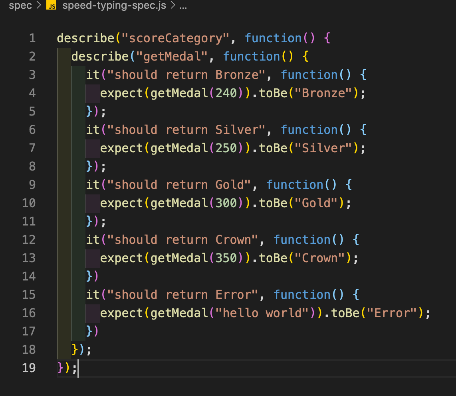 spec > JS speed-typing-spec.js > ...
1 describe("scoreCategory", function() {
2   describe("getMedal", function() {
3     it("should return Bronze", function() {
4       expect(getMedal(240)).toBe("Bronze");
5     });
6     it("should return Silver", function() {
7       expect(getMedal(250)).toBe("Silver");
8     });
9     it("should return Gold", function() {
10       expect(getMedal(300)).toBe("Gold");
11     });
12     it("should return Crown", function() {
13       expect(getMedal(350)).toBe("Crown");
14     })
15     it("should return Error", function() {
16       expect(getMedal("hello world")).toBe("Error");
17     })
18   });
19 });